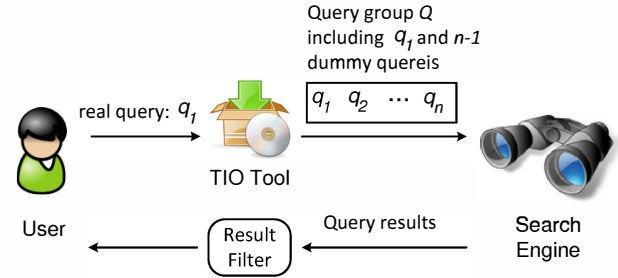 Query group Q
including q1 and n-1
dummy quereis
real query: q1
q1 q2 ... qn
TIO Tool
User
Query results
Result
Filter
Search
Engine